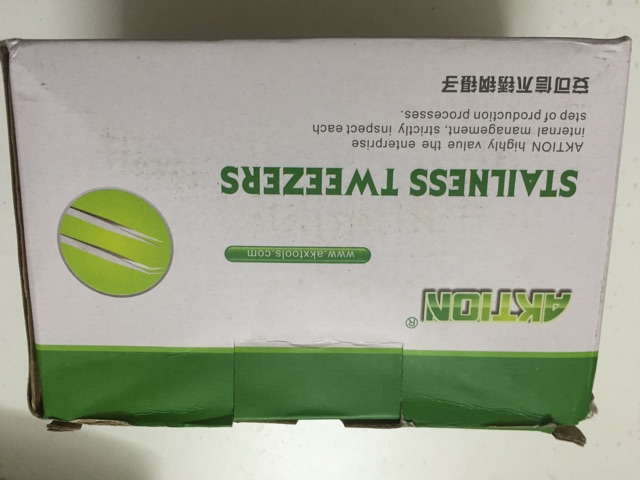 AKTION®
www.akxtools.com
STAILNESS TWEEZERS
AKTION highly value the enterprise
internal management, strictly inspect each
step of production processes.
安可信不锈钢镊子